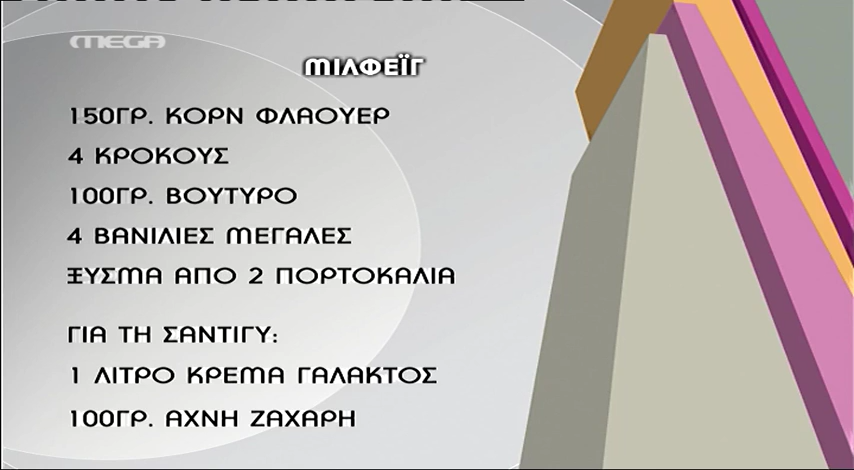 MEGA
ΜΙΛΦΕΪΓ
150ΓΡ. ΚΟΡΝ ΦΛΑΟΥΕΡ
4 ΚΡΟΚΟΥΣ
100ΓΡ. ΒΟΥΤΥΡΟ
4 ΒΑΝΙΛΙΕΣ ΜΕΓΑΛΕΣ
ΞΥΣΜΑ ΑΠΟ 2 ΠΟΡΤΟΚΑΛΙΑ
ΓΙΑ ΤΗ ΣΑΝΤΙΓΥ:
1 ΛΙΤΡΟ ΚΡΕΜΑ ΓΑΛΑΚΤΟΣ
100ΓΡ. ΑΧΝΗ ΖΑΧΑΡΗ